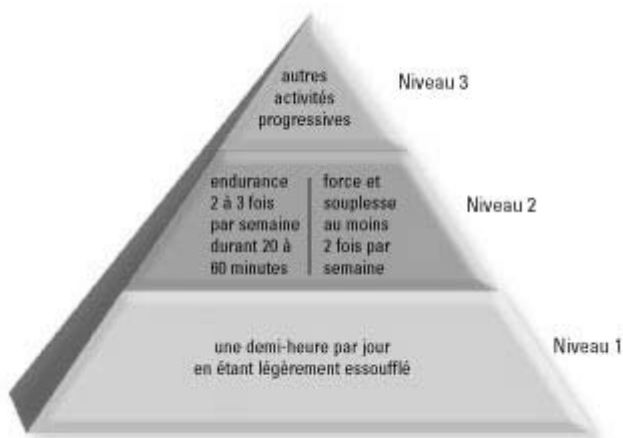 autres
activités
progressives
Niveau 3
endurance
2 à 3 fois
par semaine
durant 20 à
60 minutes
force et
souplesse
au moins
2 fois par
semaine
Niveau 2
une demi-heure par jour
en étant légèrement essoufflé
Niveau 1